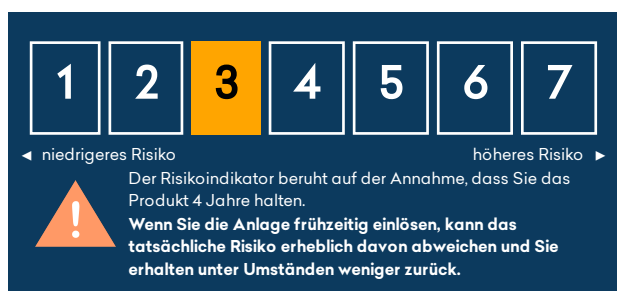 1 2 3 4 5 6 7
◄ niedrigeres Risiko höheres Risiko ►
Der Risikoindikator beruht auf der Annahme, dass Sie das
Produkt 4 Jahre halten.
Wenn Sie die Anlage frühzeitig einlösen, kann das
tatsächliche Risiko erheblich davon abweichen und Sie
erhalten unter Umständen weniger zurück.